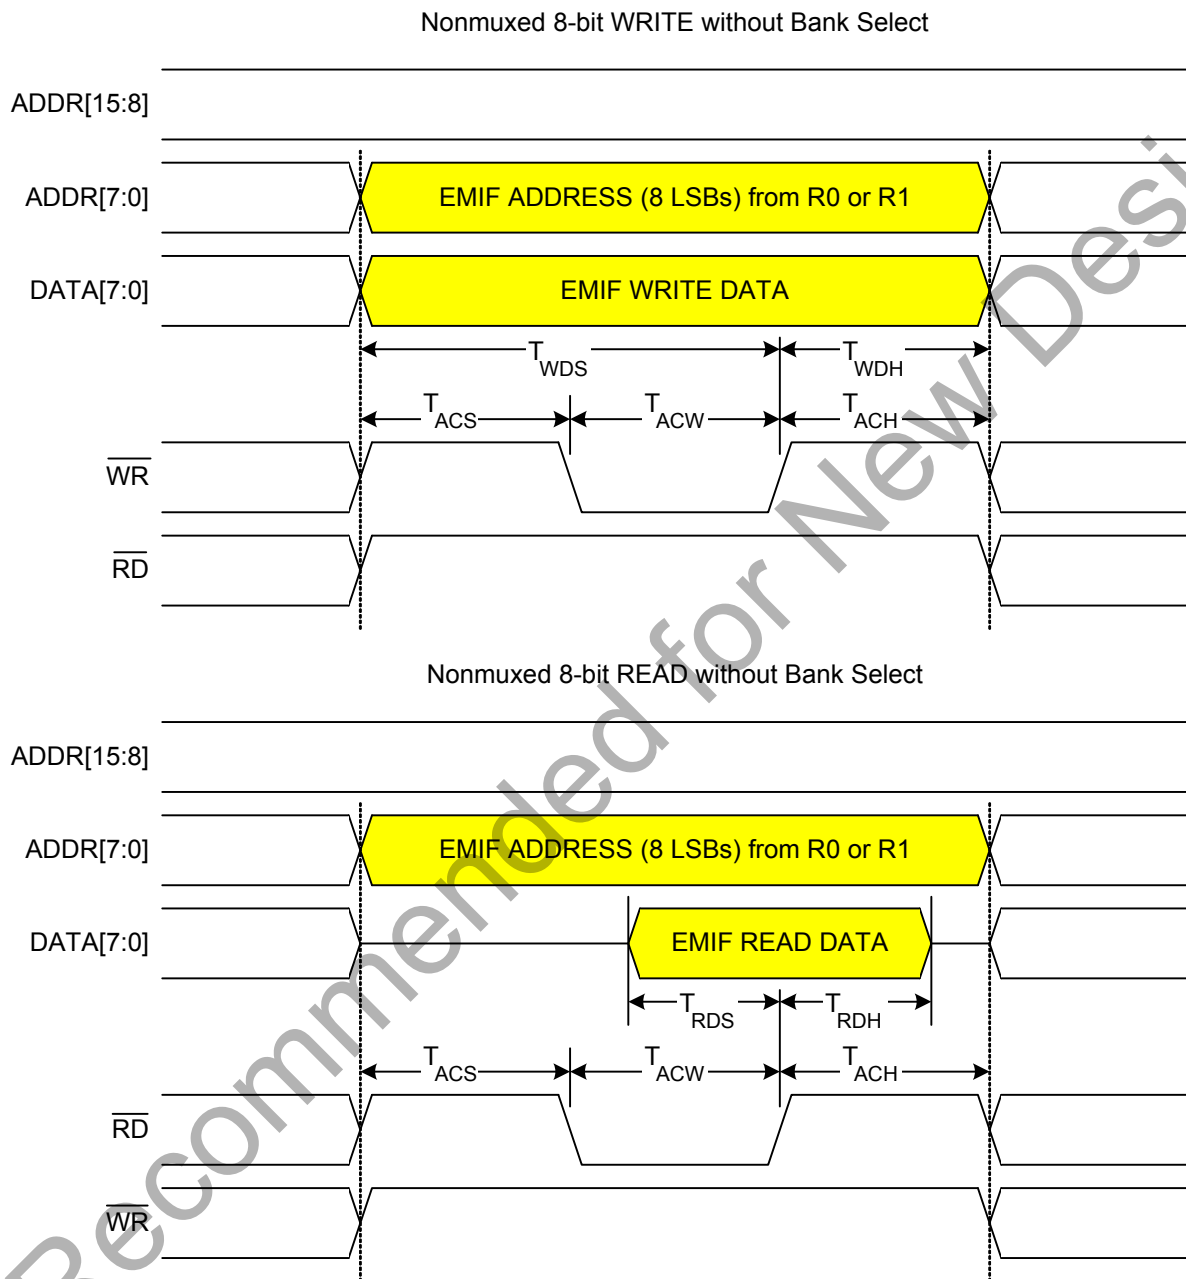 Nonmuxed 8-bit WRITE without Bank Select
ADDR[15:8]
ADDR[7:0]
EMIF ADDRESS (8 LSBs) from R0 or R1
DATA[7:0]
EMIF WRITE DATA
TWDS TWDH
TACS TACW TACH
WR
RD
Nonmuxed 8-bit READ without Bank Select
ADDR[15:8]
ADDR[7:0]
EMIF ADDRESS (8 LSBs) from R0 or R1
DATA[7:0]
EMIF READ DATA
TRDS TRDH
TACS TACW TACH
RD
WR
Recommended for New Desi